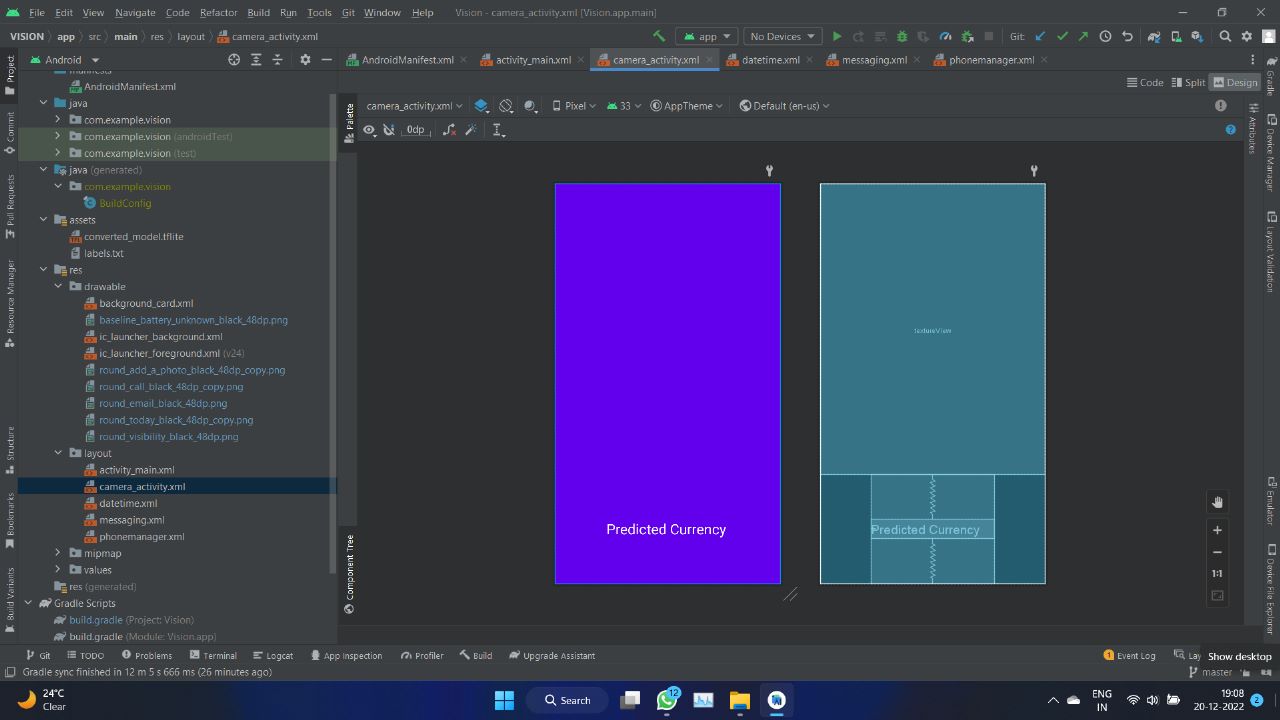 File Edit View Navigate Code Refactor Build Run Tools Git Window Help Vision - camera_activity.xml [Vision.app.main]
VISION app src main res layout camera_activity.xml app No Devices Git:
Android AndroidManifest.xml activity_main.xml camera_activity.xml datetime.xml messaging.xml phonemanager.xml
Code Split Design
camera_activity.xml Pixel 33 AppTheme Default (en-us)
0dp
Project
Commit
Pull Requests
Resource Manager
Structure
Bookmarks
Build Variants
manifests
AndroidManifest.xml
java
com.example.vision
com.example.vision (androidTest)
com.example.vision (test)
java (generated)
com.example.vision
BuildConfig
assets
converted_model.tflite
labels.txt
res
drawable
background_card.xml
baseline_battery_unknown_black_48dp.png
ic_launcher_background.xml
ic_launcher_foreground.xml (v24)
round_add_a_photo_black_48dp_copy.png
round_call_black_48dp_copy.png
round_email_black_48dp.png
round_today_black_48dp_copy.png
round_visibility_black_48dp.png
layout
activity_main.xml
camera_activity.xml
datetime.xml
messaging.xml
phonemanager.xml
mipmap
values
res (generated)
Gradle Scripts
build.gradle (Project: Vision)
build.gradle (Module: Vision.app)
Palette
Component Tree
Predicted Currency
textureView
Predicted Currency
1:1
Attributes
Gradle
Device Manager
Layout Validation
Emulator
Device File Explorer
Git TODO Problems Terminal Logcat App Inspection Profiler Build Upgrade Assistant 1 Event Log Lay
Show desktop
Gradle sync finished in 12 m 5 s 666 ms (26 minutes ago) master
24°C
Clear
Search
12
ENG
IN
19:08
20-12-2022
2